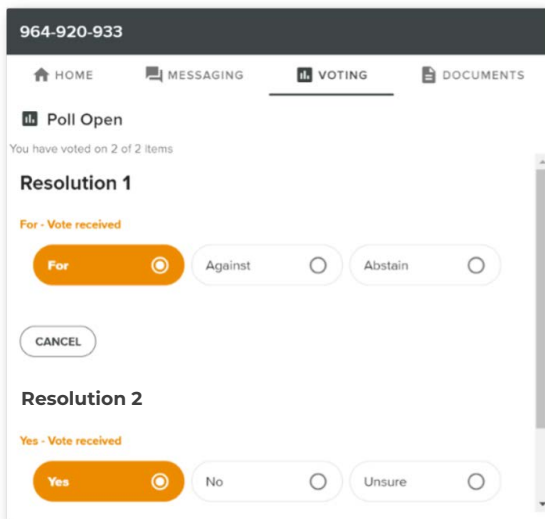 964-920-933
HOME MESSAGING VOTING DOCUMENTS
Poll Open
You have voted on 2 of 2 items
Resolution 1
For - Vote received
For Against Abstain
CANCEL
Resolution 2
Yes - Vote received
Yes No Unsure